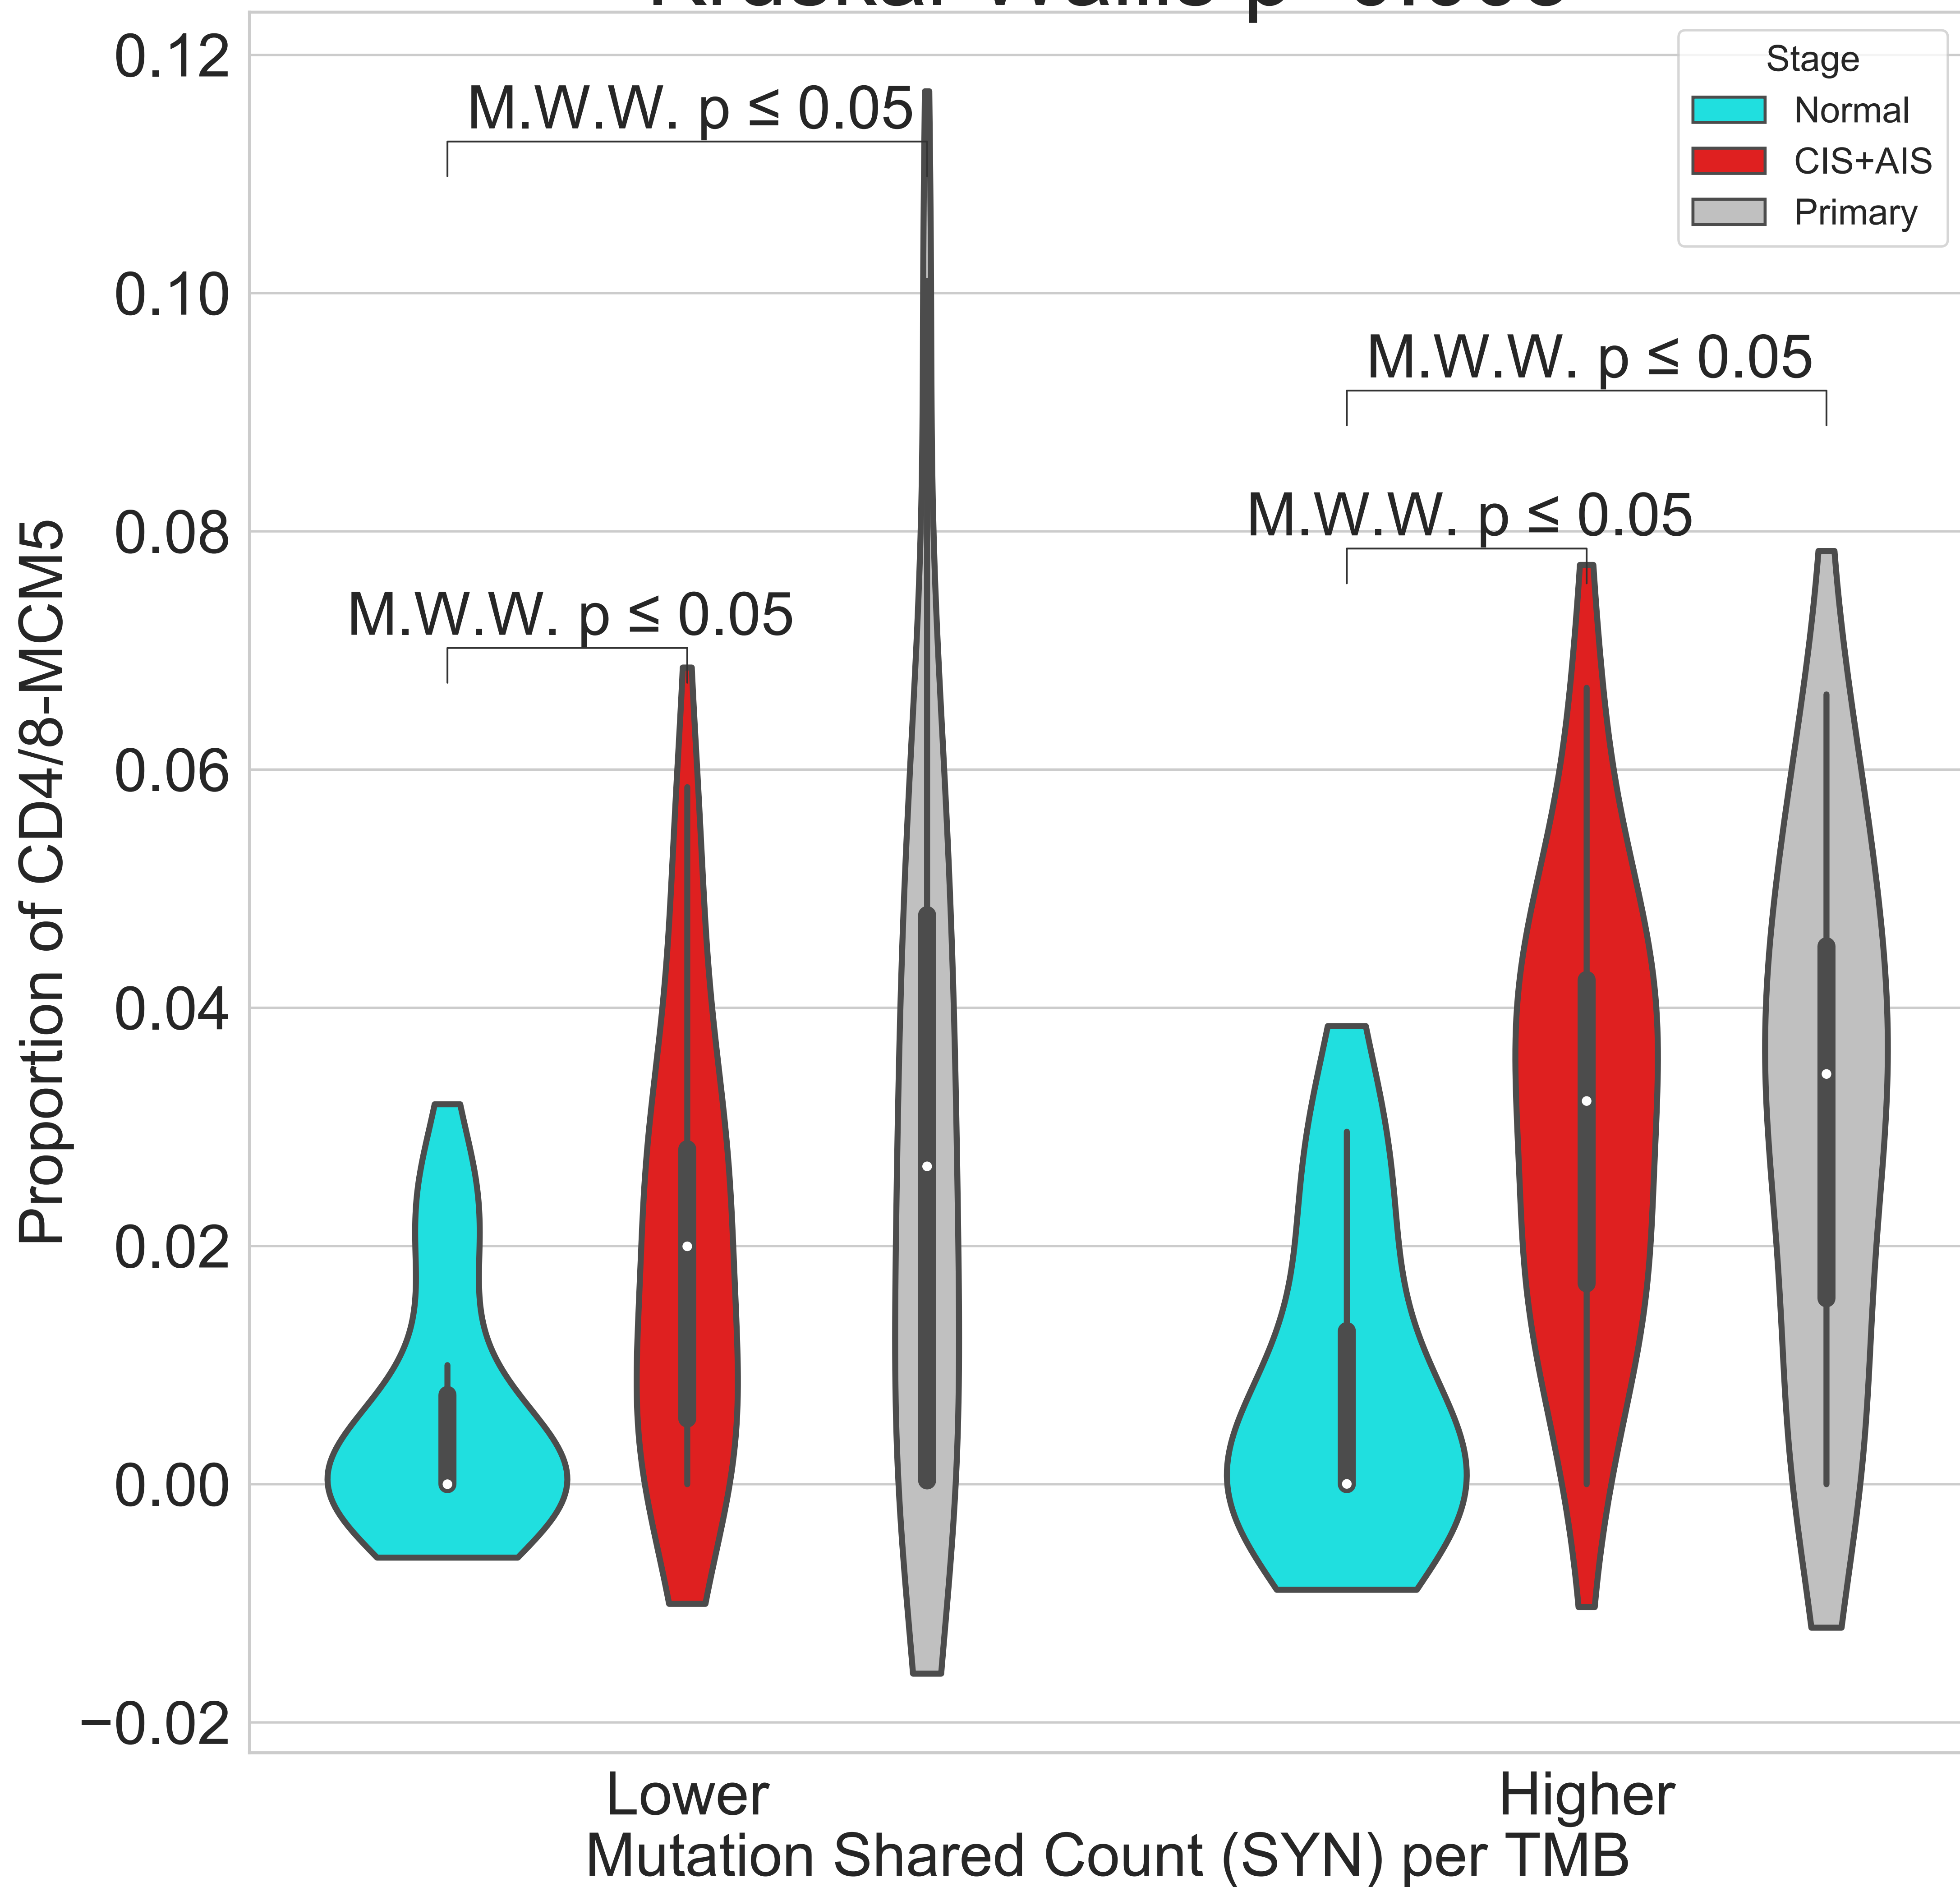 0.12
0.10
0.08
0.06
0.04
0.02
0.00
−0.02
Proportion of CD4/8-MCM5
M.W.W. p ≤ 0.05
M.W.W. p ≤ 0.05
M.W.W. p ≤ 0.05
M.W.W. p ≤ 0.05
Stage
Normal
CIS+AIS
Primary
Lower
Higher
Mutation Shared Count (SYN) per TMB